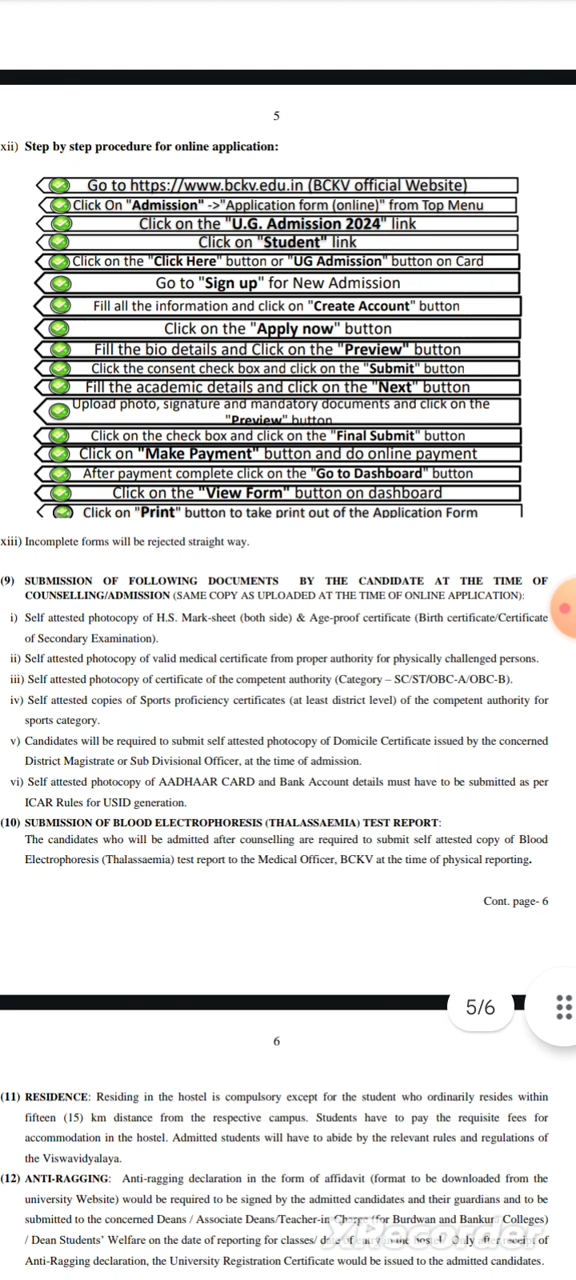 5
xii) Step by step procedure for online application:
Go to https://www.bckv.edu.in (BCKV official Website)
Click On "Admission" ->"Application form (online)" from Top Menu
Click on the "U.G. Admission 2024" link
Click on "Student" link
Click on the "Click Here" button or "UG Admission" button on Card
Go to "Sign up" for New Admission
Fill all the information and click on "Create Account" button
Click on the "Apply now" button
Fill the bio details and Click on the "Preview" button
Click the consent check box and click on the "Submit" button
Fill the academic details and click on the "Next" button
Upload photo, signature and mandatory documents and click on the
"Preview" button
Click on the check box and click on the "Final Submit" button
Click on "Make Payment" button and do online payment
After payment complete click on the "Go to Dashboard" button
Click on the "View Form" button on dashboard
Click on "Print" button to take print out of the Application Form
xiii) Incomplete forms will be rejected straight way.
(9) SUBMISSION OF FOLLOWING DOCUMENTS BY THE CANDIDATE AT THE TIME OF
COUNSELLING/ADMISSION (SAME COPY AS UPLOADED AT THE TIME OF ONLINE APPLICATION):
i) Self attested photocopy of H.S. Mark-sheet (both side) & Age-proof certificate (Birth certificate/Certificate
of Secondary Examination).
ii) Self attested photocopy of valid medical certificate from proper authority for physically challenged persons.
iii) Self attested photocopy of certificate of the competent authority (Category – SC/ST/OBC-A/OBC-B).
iv) Self attested copies of Sports proficiency certificates (at least district level) of the competent authority for
sports category.
v) Candidates will be required to submit self attested photocopy of Domicile Certificate issued by the concerned
District Magistrate or Sub Divisional Officer, at the time of admission.
vi) Self attested photocopy of AADHAAR CARD and Bank Account details must have to be submitted as per
ICAR Rules for USID generation.
(10) SUBMISSION OF BLOOD ELECTROPHORESIS (THALASSAEMIA) TEST REPORT:
The candidates who will be admitted after counselling are required to submit self attested copy of Blood
Electrophoresis (Thalassaemia) test report to the Medical Officer, BCKV at the time of physical reporting.
Cont. page- 6
5/6
6
(11) RESIDENCE: Residing in the hostel is compulsory except for the student who ordinarily resides within
fifteen (15) km distance from the respective campus. Students have to pay the requisite fees for
accommodation in the hostel. Admitted students will have to abide by the relevant rules and regulations of
the Viswavidyalaya.
(12) ANTI-RAGGING: Anti-ragging declaration in the form of affidavit (format to be downloaded from the
university Website) would be required to be signed by the admitted candidates and their guardians and to be
submitted to the concerned Deans / Associate Deans/Teacher-in Charge (for Burdwan and Bankura Colleges)
/ Dean Students' Welfare on the date of reporting for classes/ date of entry in the hostel. Only after receipt of
Anti-Ragging declaration, the University Registration Certificate would be issued to the admitted candidates.
XRecorder